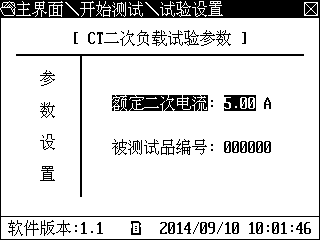 主界面\开始测试\试验设置
[ CT二次负载试验参数 ]
参数设置
额定二次电流: 5.00 A
被测试品编号: 000000
软件版本:1.1 2014/09/10 10:01:46